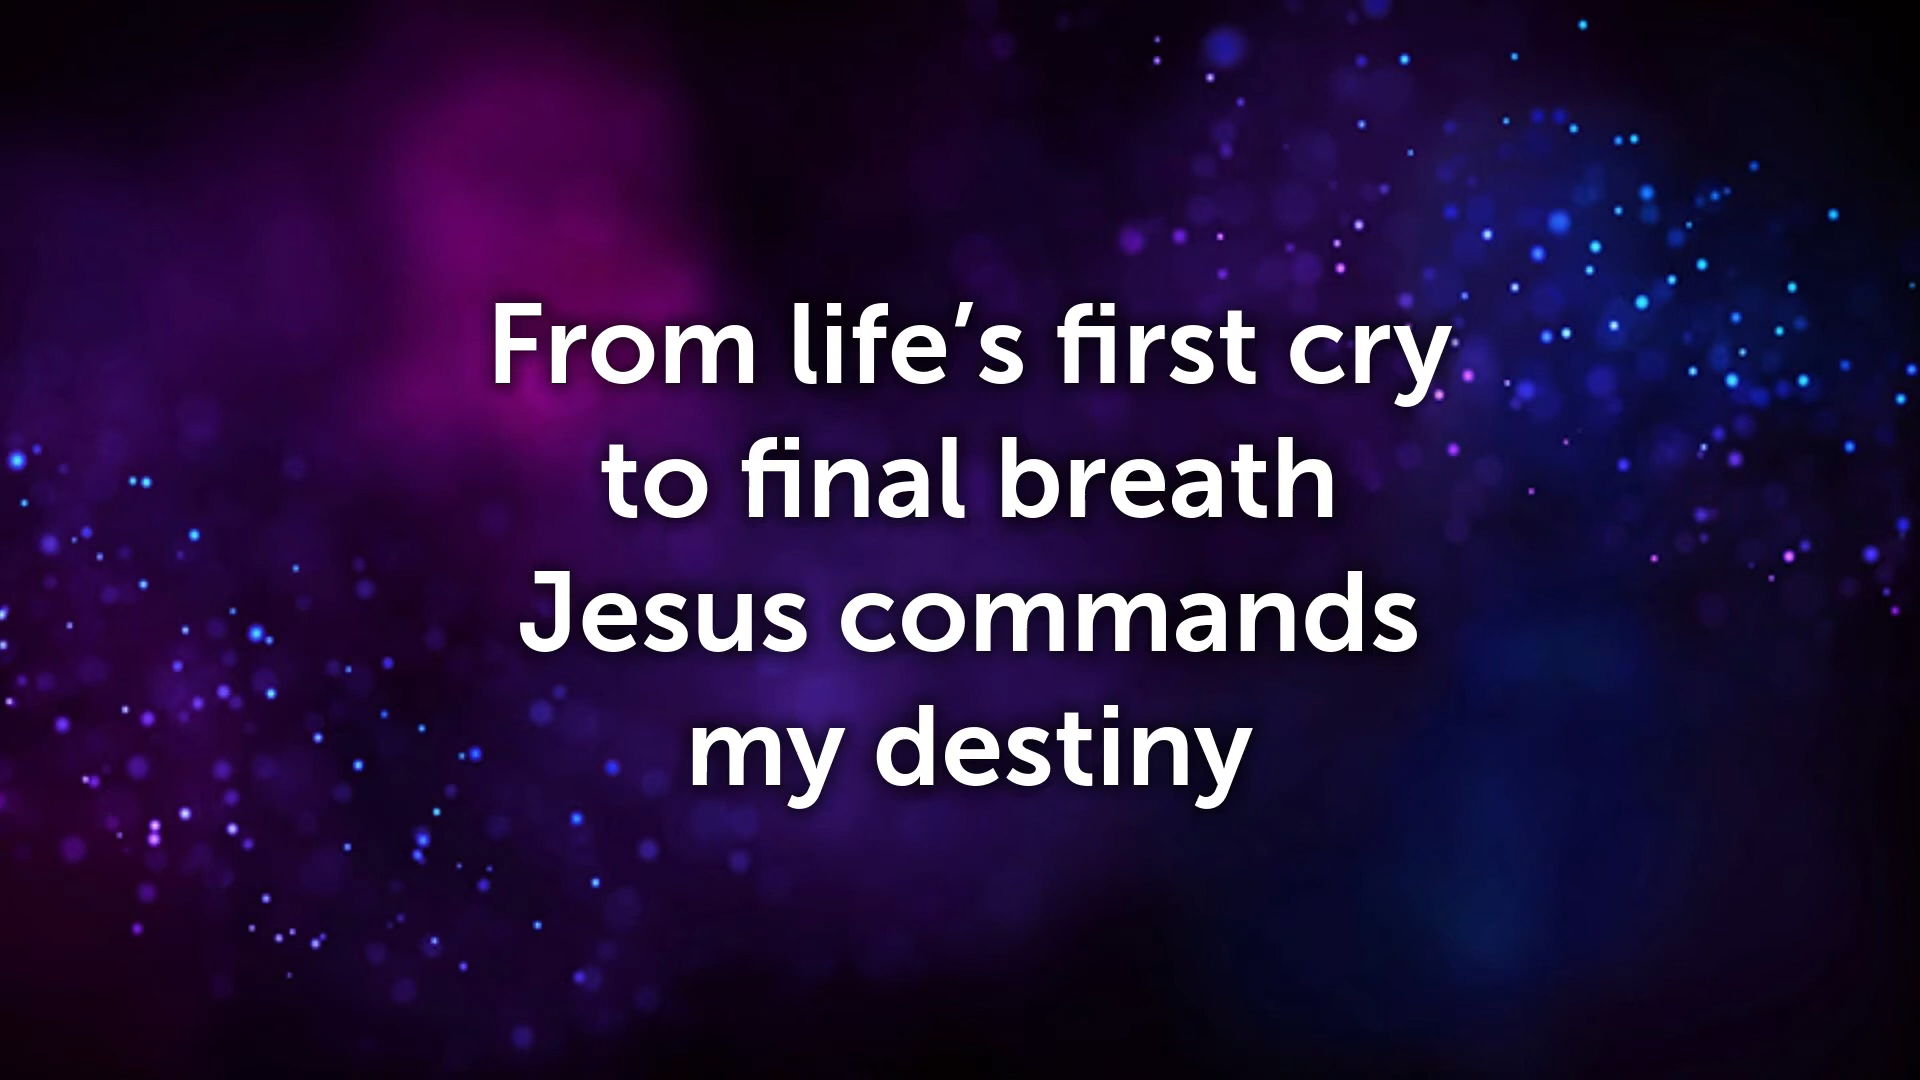 From life’s first cry
to final breath
Jesus commands
my destiny